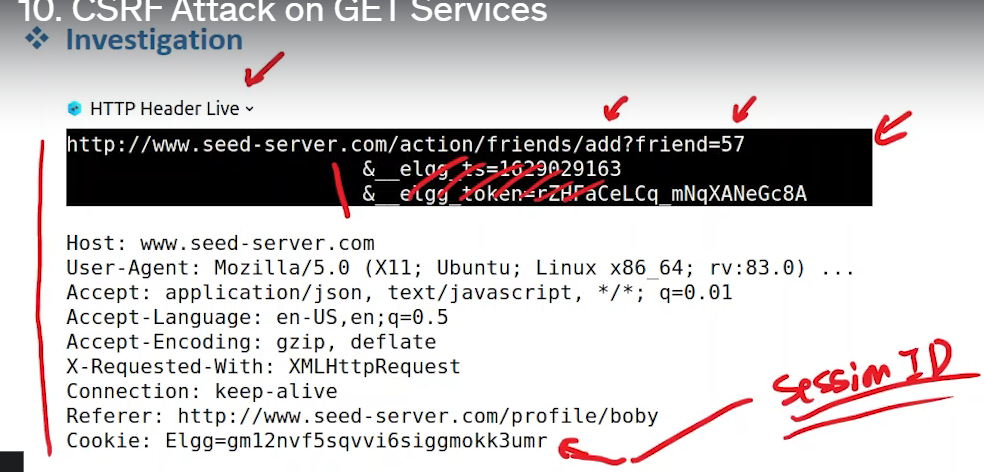 10. CSRF Attack on GET Services
❖ Investigation
HTTP Header Live
http://www.seed-server.com/action/friends/add?friend=57
&__elgg_ts=1629029163
&__elgg_token=rZHFaCeLCq_mNqXANeGc8A
Host: www.seed-server.com
User-Agent: Mozilla/5.0 (X11; Ubuntu; Linux x86_64; rv:83.0) ...
Accept: application/json, text/javascript, */*; q=0.01
Accept-Language: en-US,en;q=0.5
Accept-Encoding: gzip, deflate
X-Requested-With: XMLHttpRequest
Connection: keep-alive
Referer: http://www.seed-server.com/profile/boby
Cookie: Elgg=gm12nvf5sqvvi6siggmokk3umr
Session ID